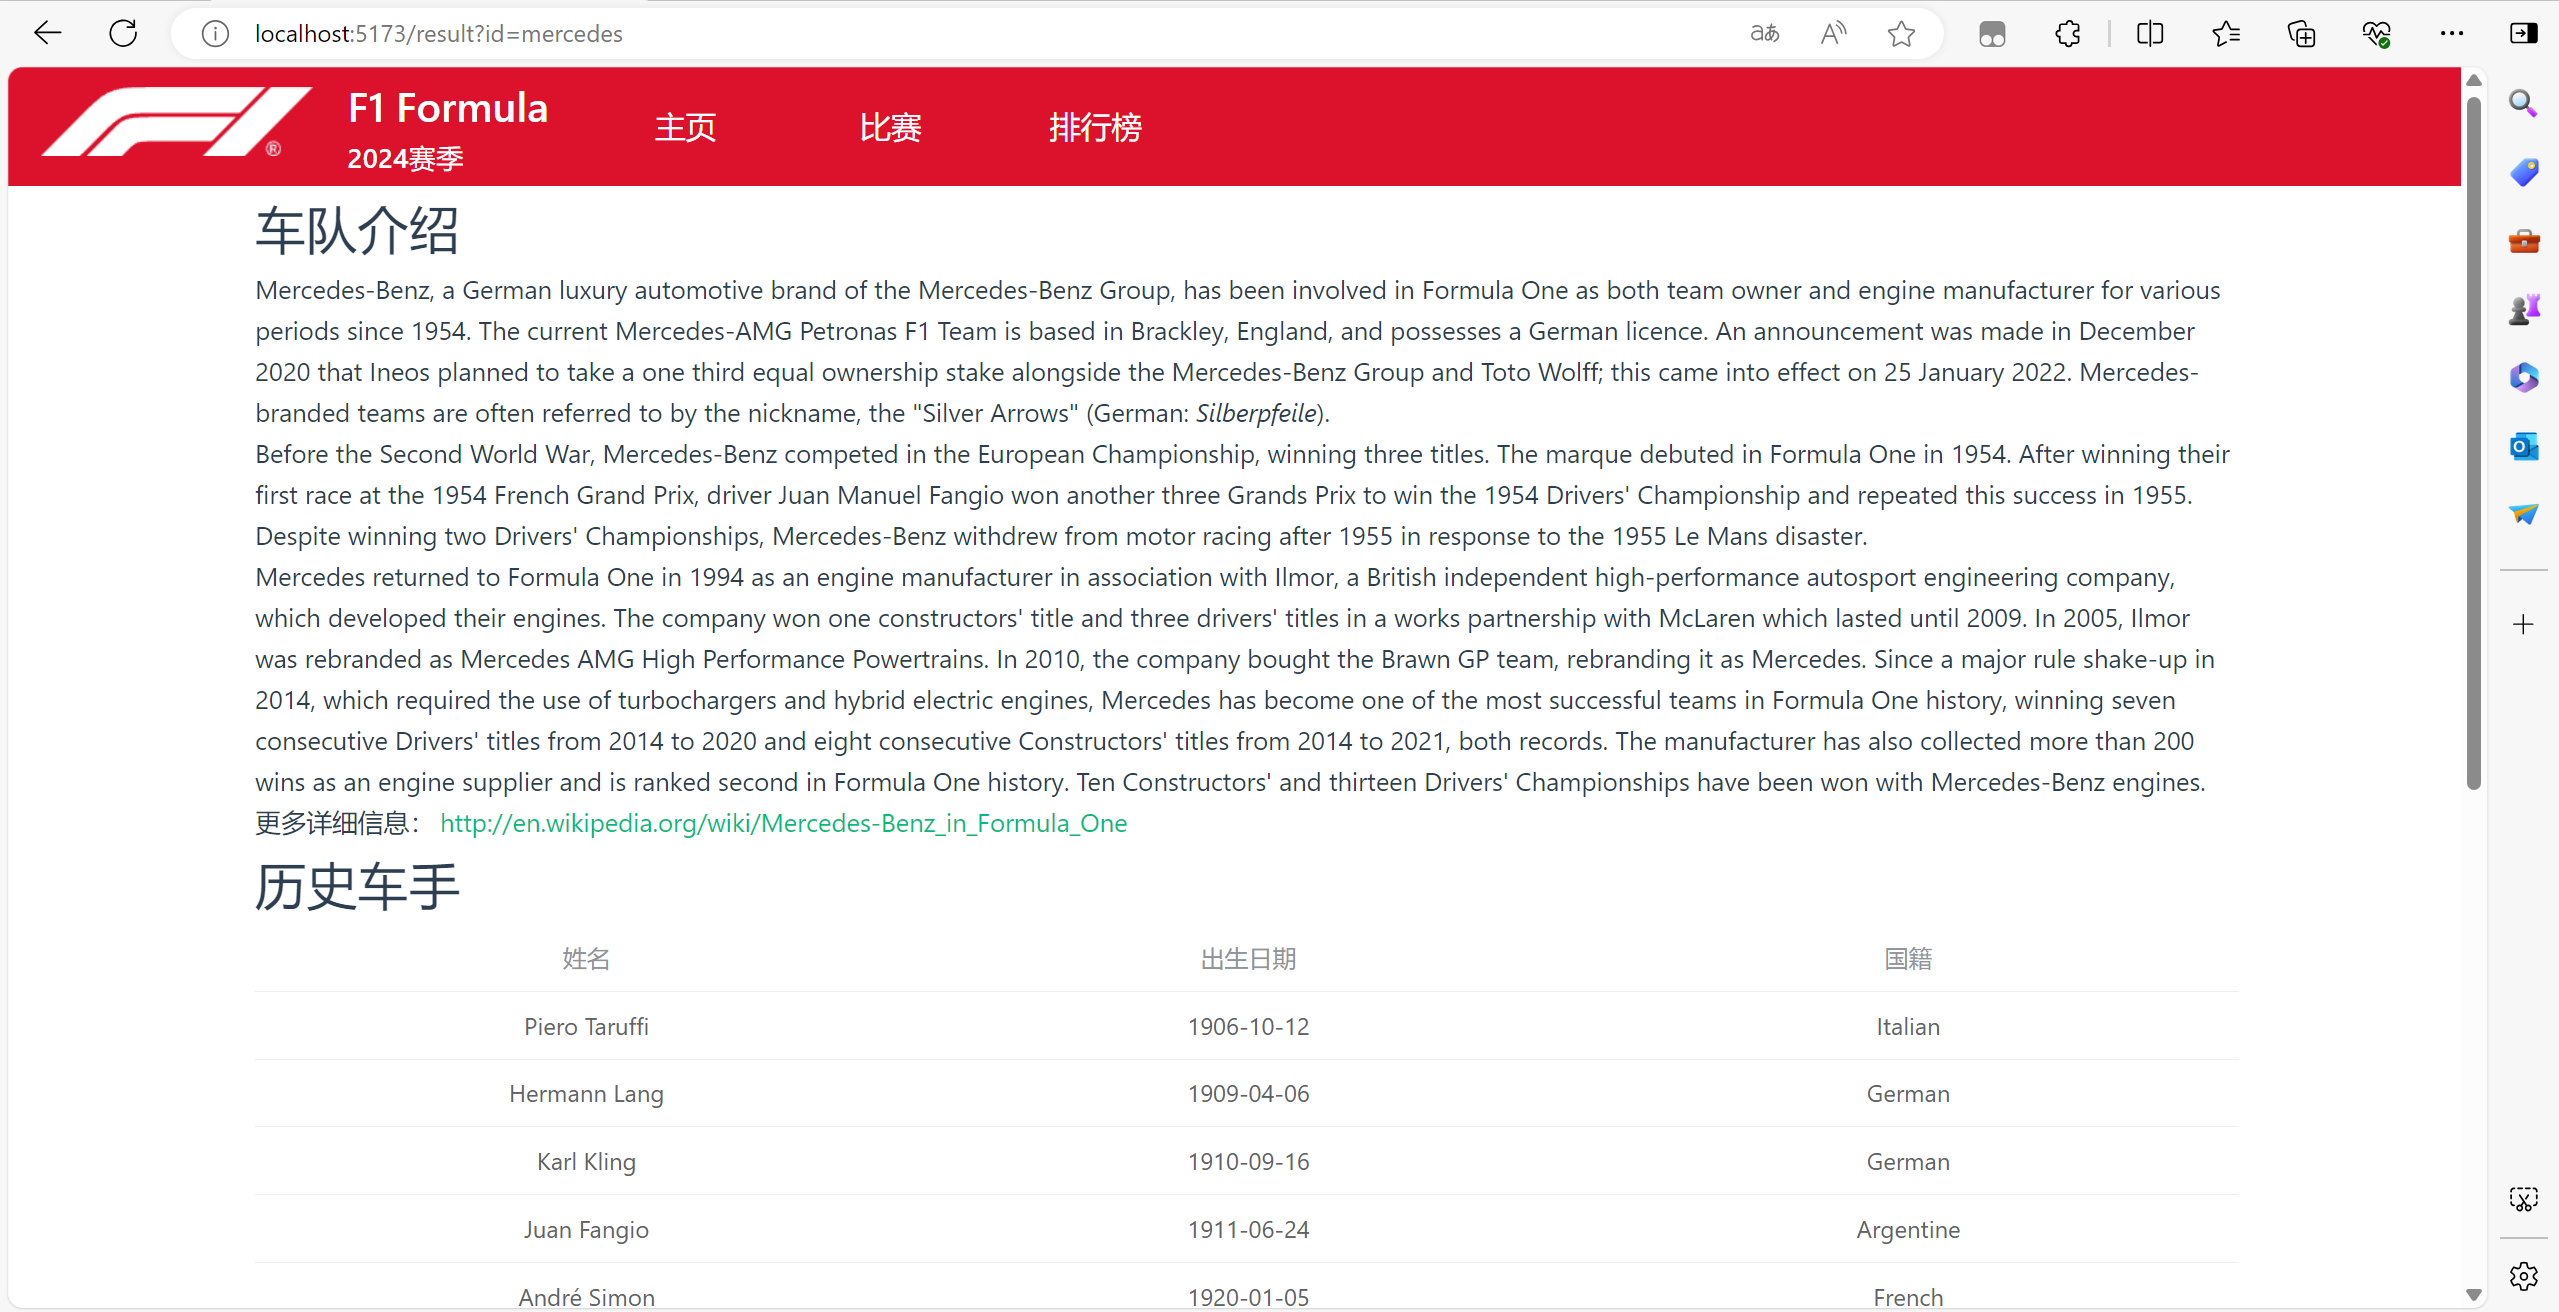 localhost:5173/result?id=mercedes
F1 Formula
2024赛季
主页
比赛
排行榜
车队介绍
Mercedes-Benz, a German luxury automotive brand of the Mercedes-Benz Group, has been involved in Formula One as both team owner and engine manufacturer for various
periods since 1954. The current Mercedes-AMG Petronas F1 Team is based in Brackley, England, and possesses a German licence. An announcement was made in December
2020 that Ineos planned to take a one third equal ownership stake alongside the Mercedes-Benz Group and Toto Wolff; this came into effect on 25 January 2022. Mercedes-
branded teams are often referred to by the nickname, the "Silver Arrows" (German: Silberpfeile).
Before the Second World War, Mercedes-Benz competed in the European Championship, winning three titles. The marque debuted in Formula One in 1954. After winning their
first race at the 1954 French Grand Prix, driver Juan Manuel Fangio won another three Grands Prix to win the 1954 Drivers' Championship and repeated this success in 1955.
Despite winning two Drivers' Championships, Mercedes-Benz withdrew from motor racing after 1955 in response to the 1955 Le Mans disaster.
Mercedes returned to Formula One in 1994 as an engine manufacturer in association with Ilmor, a British independent high-performance autosport engineering company,
which developed their engines. The company won one constructors' title and three drivers' titles in a works partnership with McLaren which lasted until 2009. In 2005, Ilmor
was rebranded as Mercedes AMG High Performance Powertrains. In 2010, the company bought the Brawn GP team, rebranding it as Mercedes. Since a major rule shake-up in
2014, which required the use of turbochargers and hybrid electric engines, Mercedes has become one of the most successful teams in Formula One history, winning seven
consecutive Drivers' titles from 2014 to 2020 and eight consecutive Constructors' titles from 2014 to 2021, both records. The manufacturer has also collected more than 200
wins as an engine supplier and is ranked second in Formula One history. Ten Constructors' and thirteen Drivers' Championships have been won with Mercedes-Benz engines.
更多详细信息： http://en.wikipedia.org/wiki/Mercedes-Benz_in_Formula_One
历史车手
姓名 出生日期 国籍
Piero Taruffi 1906-10-12 Italian
Hermann Lang 1909-04-06 German
Karl Kling 1910-09-16 German
Juan Fangio 1911-06-24 Argentine
André Simon 1920-01-05 French